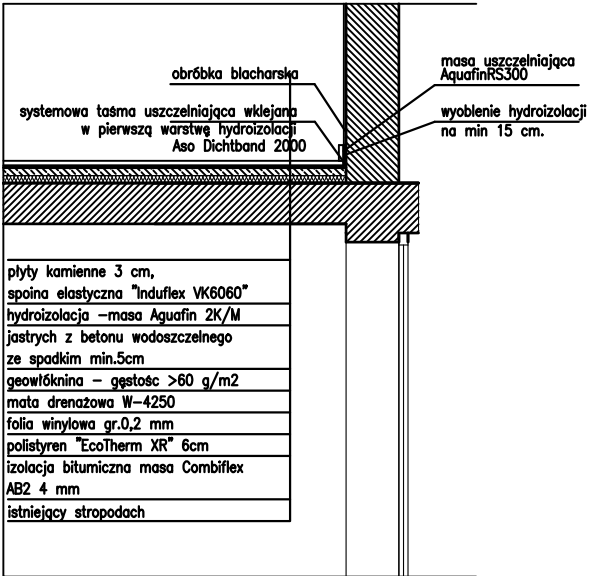 obróbka blacharska
systemowa taśma uszczelniająca wklejana
w pierwszą warstwę hydroizolacji
Aso Dichtband 2000
masa uszczelniająca
AquafinRS300
wyoblenie hydroizolacji
na min 15 cm.
płyty kamienne 3 cm,
spoina elastyczna "Induflex VK6060"
hydroizolacja –masa Aguafin 2K/M
jastrych z betonu wodoszczelnego
ze spadkim min.5cm
geowłóknina – gęstośc >60 g/m2
mata drenażowa W–4250
folia winylowa gr.0,2 mm
polistyren "EcoTherm XR" 6cm
izolacja bitumiczna masa Combiflex
AB2 4 mm
istniejący stropodach